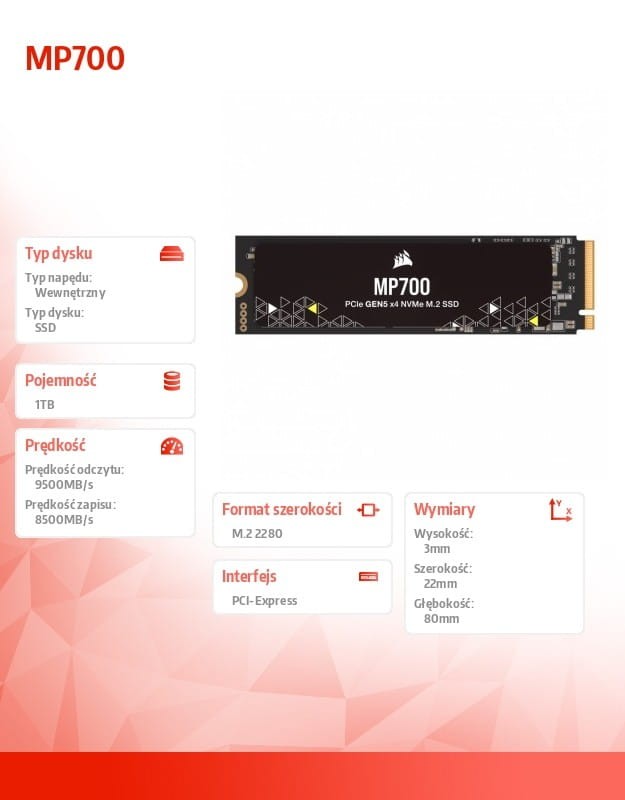 MP700
MP700
PCIe GEN5 x4 NVMe M.2 SSD
Typ dysku
Typ napędu:
Wewnętrzny
Typ dysku:
SSD
Pojemność
1TB
Prędkość
Prędkość odczytu:
9500MB/s
Prędkość zapisu:
8500MB/s
Format szerokości
M.2 2280
Interfejs
PCI-Express
Wymiary
Y
X
Wysokość:
3mm
Szerokość:
22mm
Głębokość:
80mm